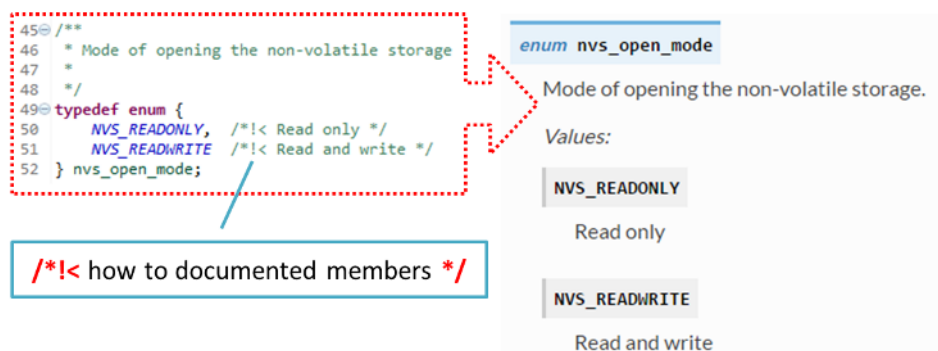 45 /**
46  * Mode of opening the non-volatile storage
47  *
48  */
49 typedef enum {
50     NVS_READONLY,  /*!< Read only */
51     NVS_READWRITE  /*!< Read and write */
52 } nvs_open_mode;
/*!< how to documented members */
enum nvs_open_mode
Mode of opening the non-volatile storage.
Values:
NVS_READONLY
Read only
NVS_READWRITE
Read and write